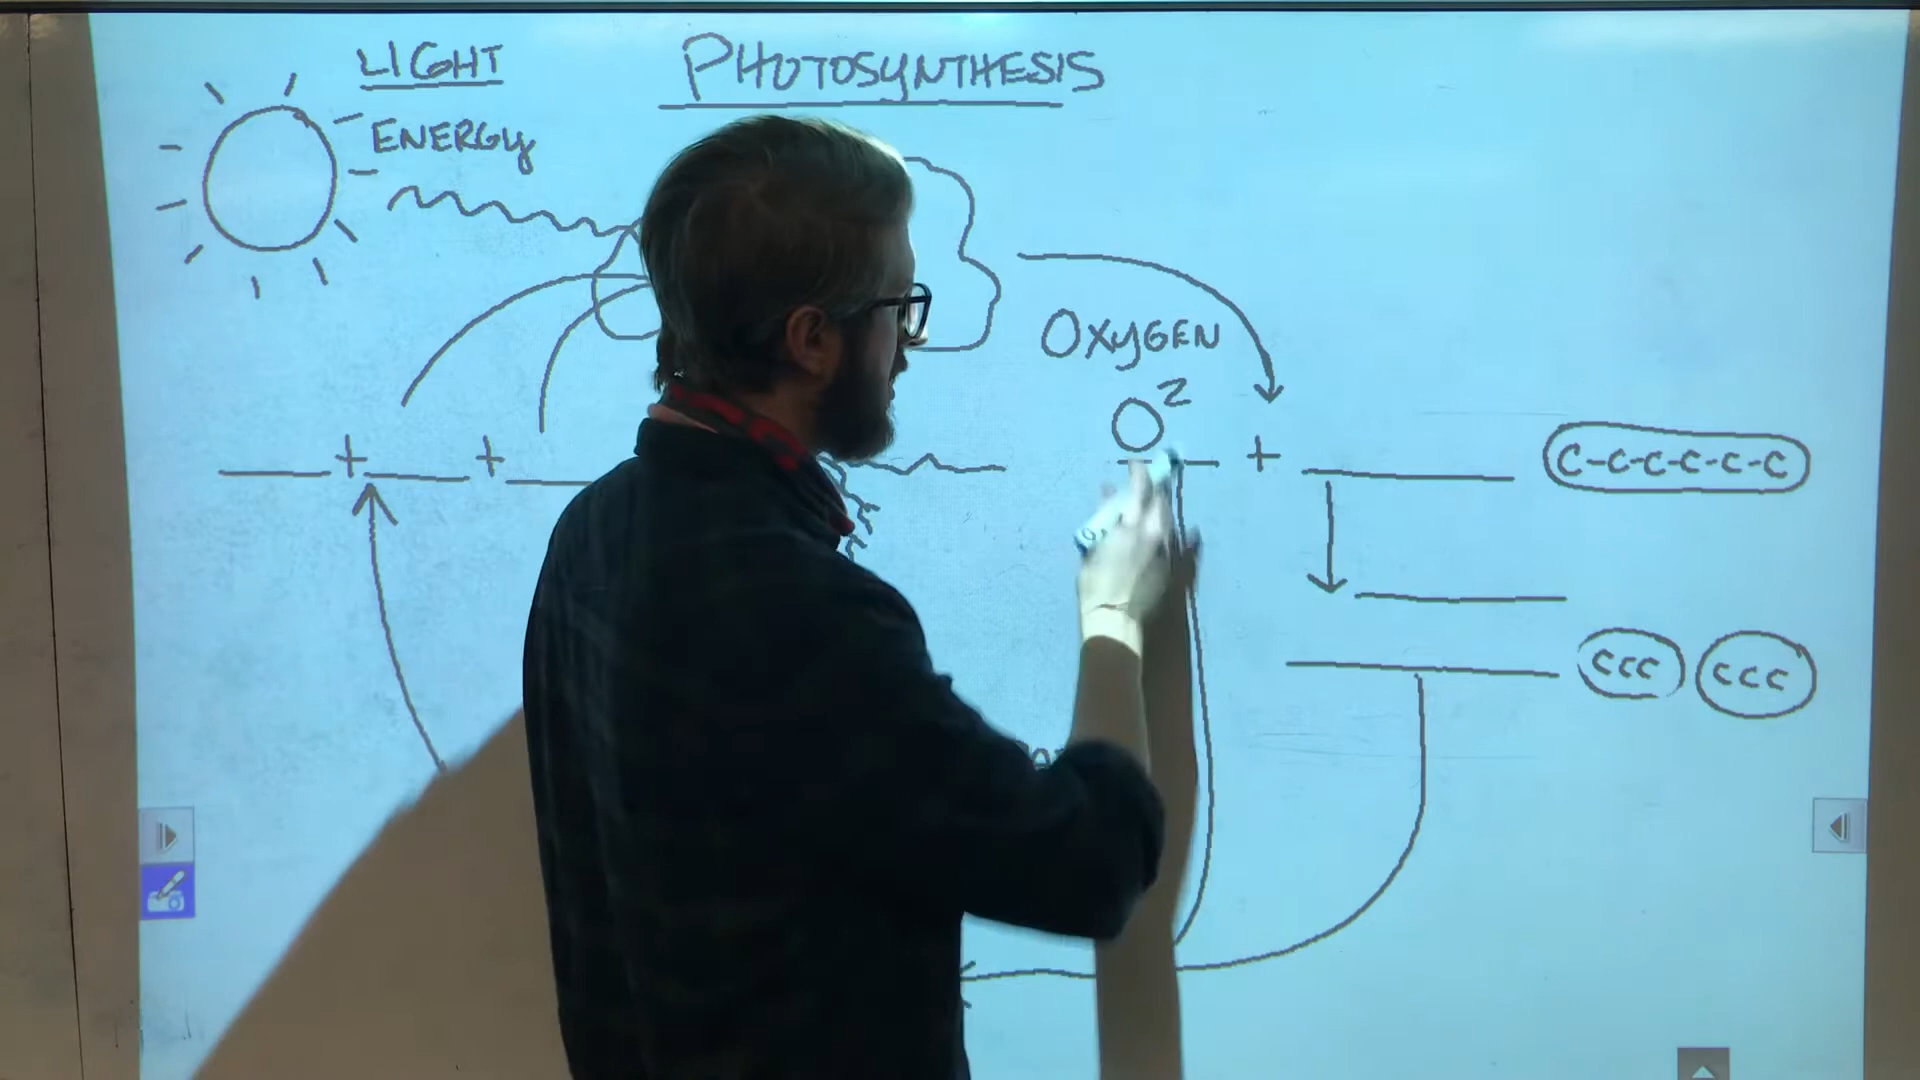 LIGHT
PHOTOSYNTHESIS
ENERGY
OXYGEN
O2
+ + +
C-C-C-C-C-C
CCC CCC